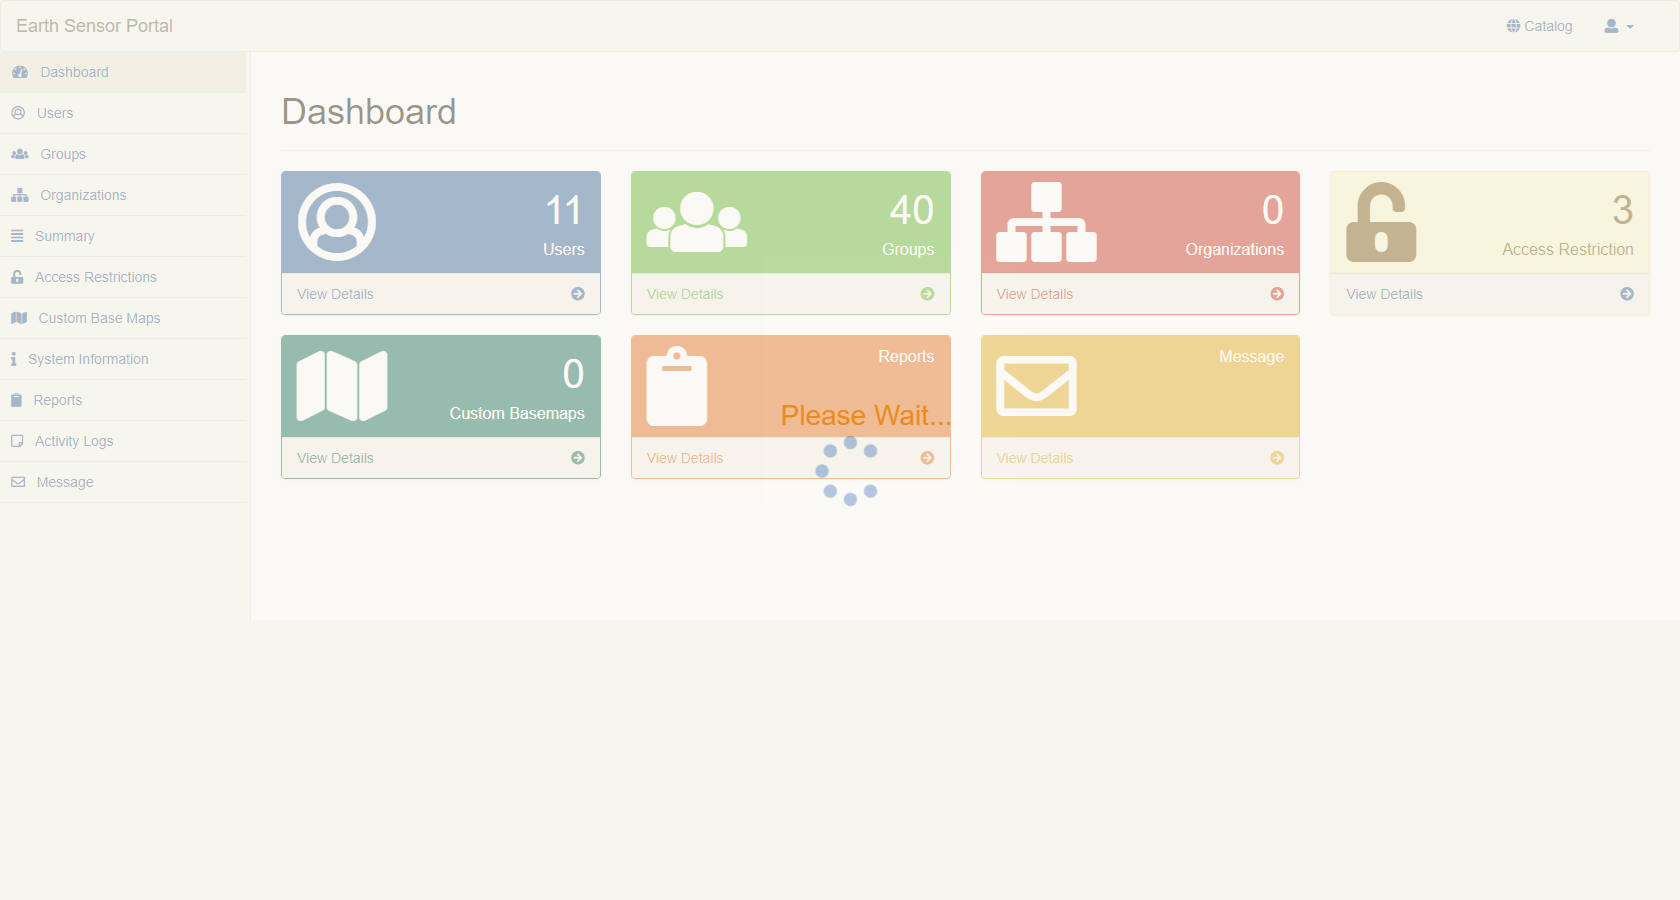 Earth Sensor Portal
Catalog
Dashboard
Users
Groups
Organizations
Summary
Access Restrictions
Custom Base Maps
System Information
Reports
Activity Logs
Message
Dashboard
11
Users
View Details
40
Groups
View Details
0
Organizations
View Details
3
Access Restriction
View Details
0
Custom Basemaps
View Details
Reports
View Details
Message
View Details
Please Wait...